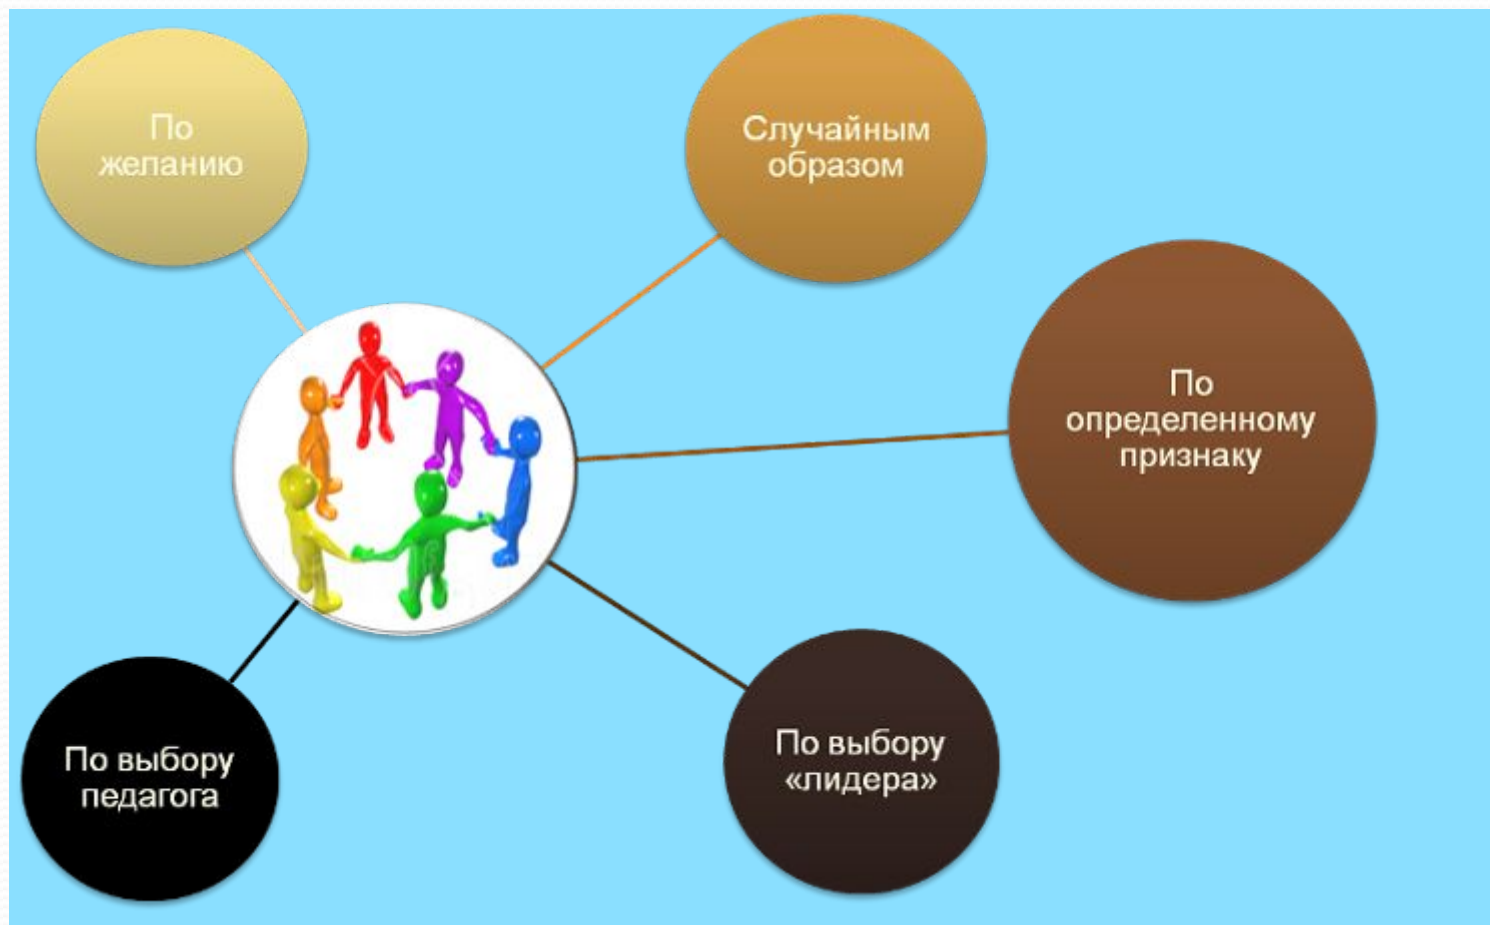 По
желанию
Случайным
образом
По
определенному
признаку
По выбору
педагога
По выбору
«лидера»